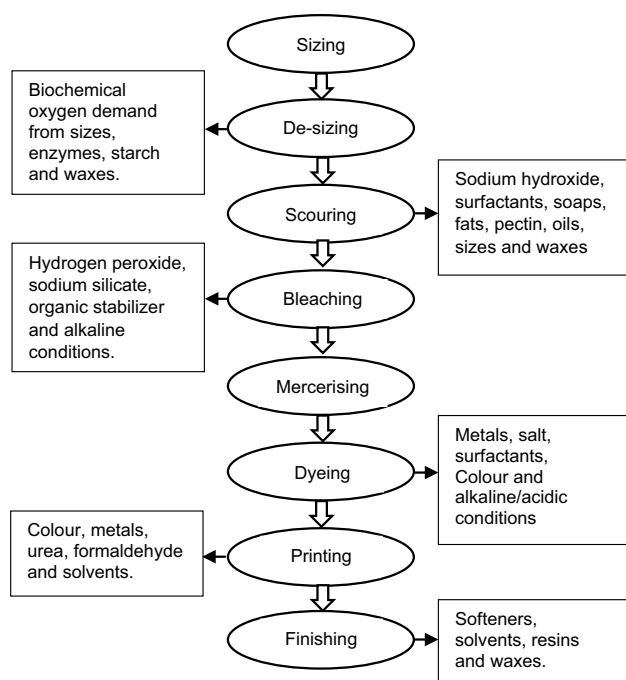 Sizing
Biochemical
oxygen demand
from sizes,
enzymes, starch
and waxes.
De-sizing
Scouring
Sodium hydroxide,
surfactants, soaps,
fats, pectin, oils,
sizes and waxes
Hydrogen peroxide,
sodium silicate,
organic stabilizer
and alkaline
conditions.
Bleaching
Mercerising
Dyeing
Metals, salt,
surfactants,
Colour and
alkaline/acidic
conditions
Colour, metals,
urea, formaldehyde
and solvents.
Printing
Finishing
Softeners,
solvents, resins
and waxes.